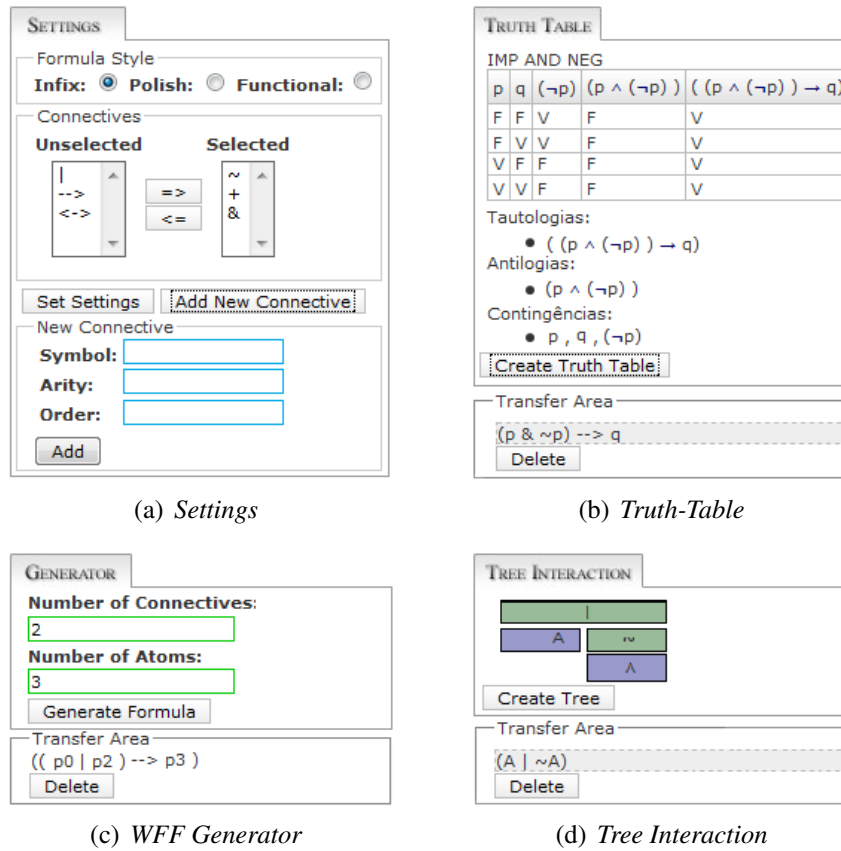 SETTINGS
Formula Style
Infix: Polish: Functional:
Connectives
Unselected Selected
| ~
--> => +
<-> <= &
Set Settings Add New Connective
New Connective
Symbol:
Arity:
Order:
Add
(a) Settings
TRUTH TABLE
IMP AND NEG
p q (¬p) (p ∧ (¬p) ) ( (p ∧ (¬p) ) → q)
F F V F V
F V V F V
V F F F V
V V F F V
Tautologias:
• ( (p ∧ (¬p) ) → q)
Antilogias:
• (p ∧ (¬p) )
Contingências:
• p , q , (¬p)
Create Truth Table
Transfer Area
(p & ~p) --> q
Delete
(b) Truth-Table
GENERATOR
Number of Connectives:
2
Number of Atoms:
3
Generate Formula
Transfer Area
(( p0 | p2 ) --> p3 )
Delete
(c) WFF Generator
TREE INTERACTION
|
A ~
A
Create Tree
Transfer Area
(A | ~A)
Delete
(d) Tree Interaction